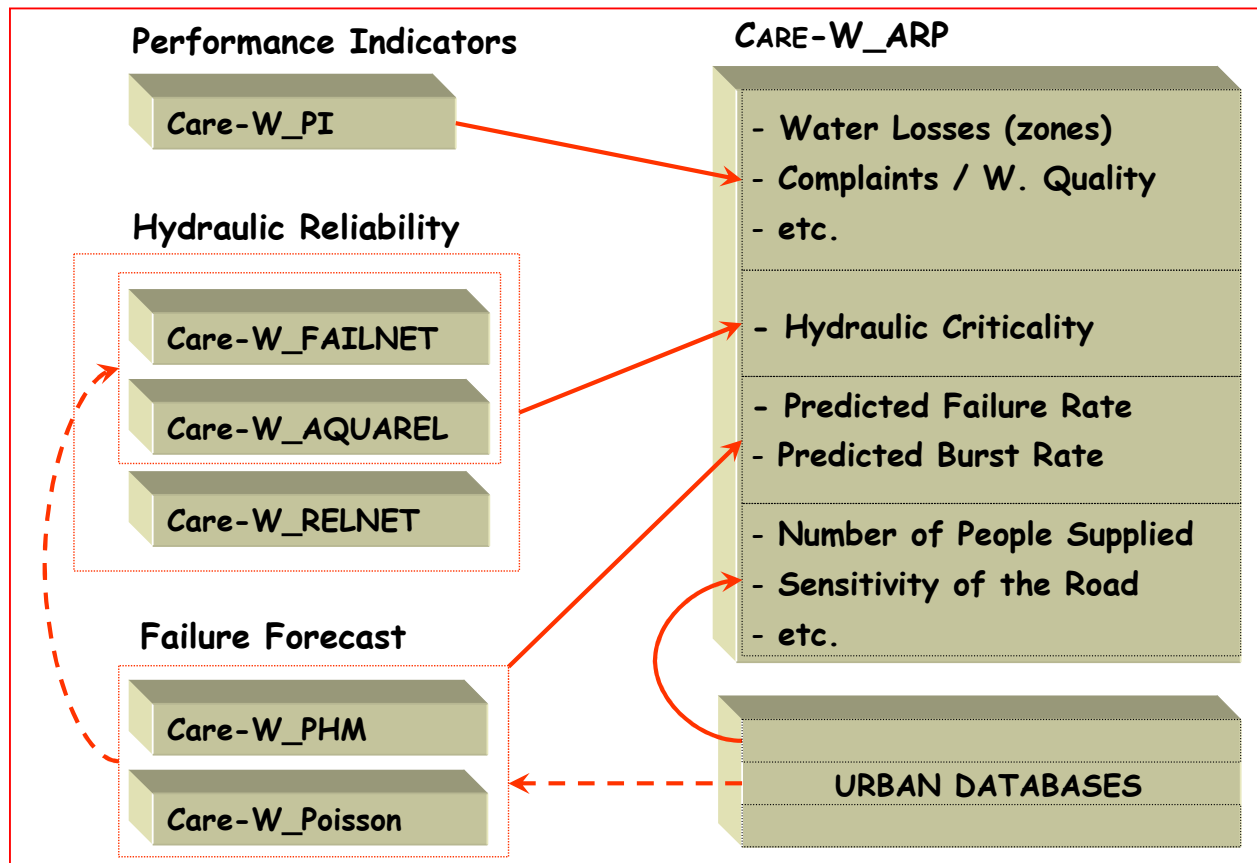 Performance Indicators
Care-W_PI
Hydraulic Reliability
Care-W_FAILNET
Care-W_AQUAREL
Care-W_RELNET
Failure Forecast
Care-W_PHM
Care-W_Poisson
CARE-W_ARP
- Water Losses (zones)
- Complaints / W. Quality
- etc.
- Hydraulic Criticality
- Predicted Failure Rate
- Predicted Burst Rate
- Number of People Supplied
- Sensitivity of the Road
- etc.
URBAN DATABASES